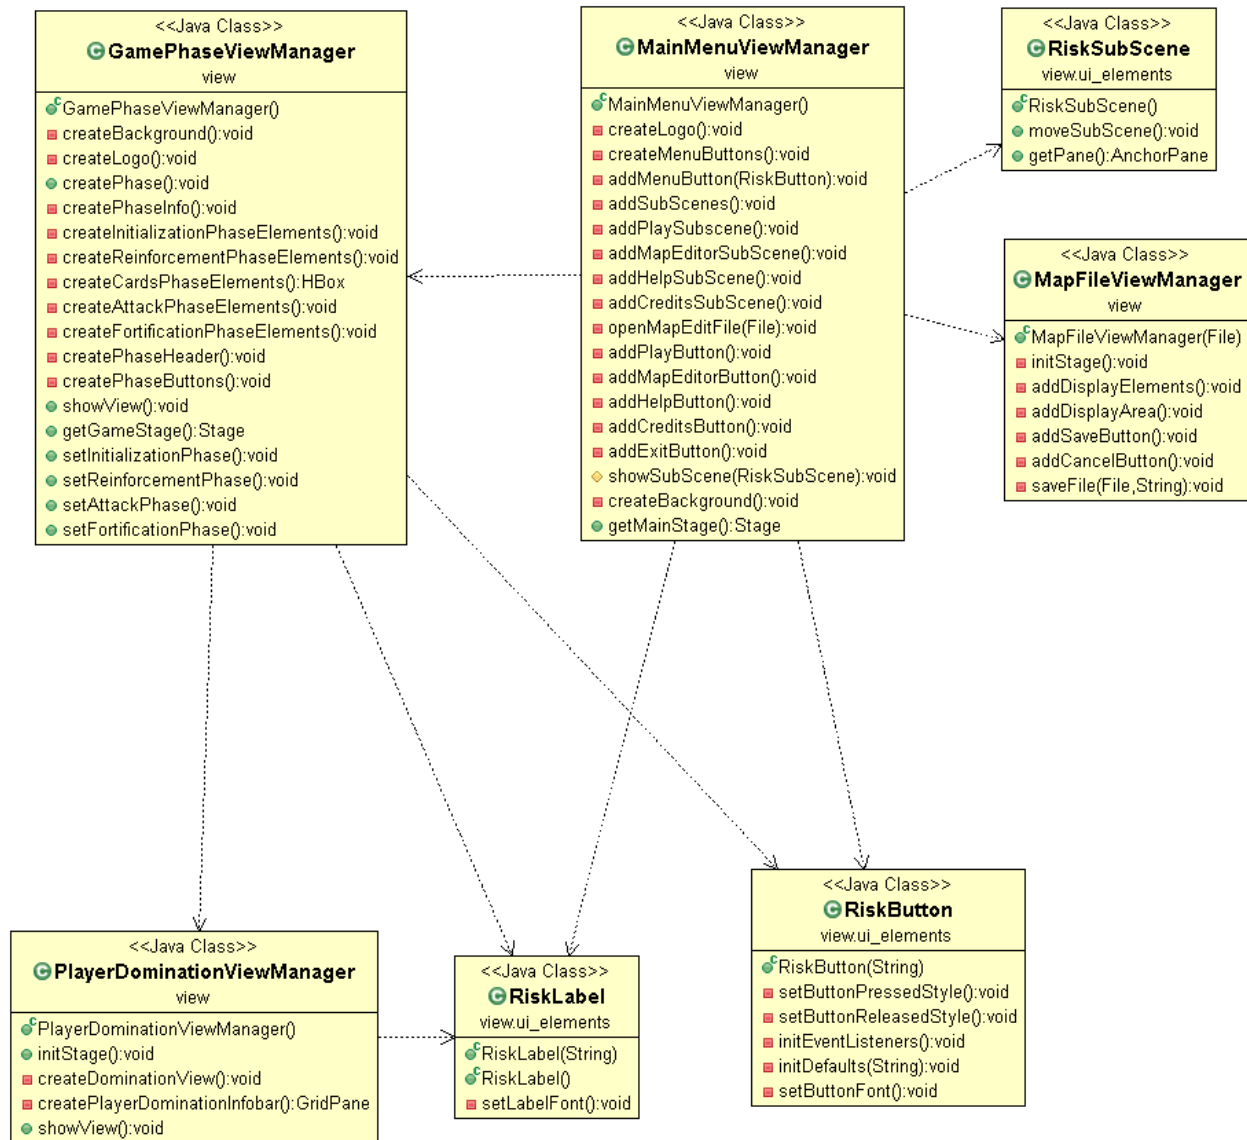 <<Java Class>>
GamePhaseViewManager
view
GamePhaseViewManager()
createBackground():void
createLogo():void
createPhase():void
createPhaseInfo():void
createInitializationPhaseElements():void
createReinforcementPhaseElements():void
createCardsPhaseElements():HBox
createAttackPhaseElements():void
createFortificationPhaseElements():void
createPhaseHeader():void
createPhaseButtons():void
showView():void
getGameStage():Stage
setInitializationPhase():void
setReinforcementPhase():void
setAttackPhase():void
setFortificationPhase():void
<<Java Class>>
MainMenuViewManager
view
MainMenuViewManager()
createLogo():void
createMenuButtons():void
addMenuButton(RiskButton):void
addSubScenes():void
addPlaySubscene():void
addMapEditorSubScene():void
addHelpSubScene():void
addCreditsSubScene():void
openMapEditFile(File):void
addPlayButton():void
addMapEditorButton():void
addHelpButton():void
addCreditsButton():void
addExitButton():void
showSubScene(RiskSubScene):void
createBackground():void
getMainStage():Stage
<<Java Class>>
RiskSubScene
view.ui_elements
RiskSubScene()
moveSubScene():void
getPane():AnchorPane
<<Java Class>>
MapFileViewManager
view
MapFileViewManager(File)
initStage():void
addDisplayElements():void
addDisplayArea():void
addSaveButton():void
addCancelButton():void
saveFile(File,String):void
<<Java Class>>
PlayerDominationViewManager
view
PlayerDominationViewManager()
initStage():void
createDominationView():void
createPlayerDominationInfobar():GridPane
showView():void
<<Java Class>>
RiskLabel
view.ui_elements
RiskLabel(String)
RiskLabel()
setLabelFont():void
<<Java Class>>
RiskButton
view.ui_elements
RiskButton(String)
setButtonPressedStyle():void
setButtonReleasedStyle():void
initEventListeners():void
initDefaults(String):void
setButtonFont():void